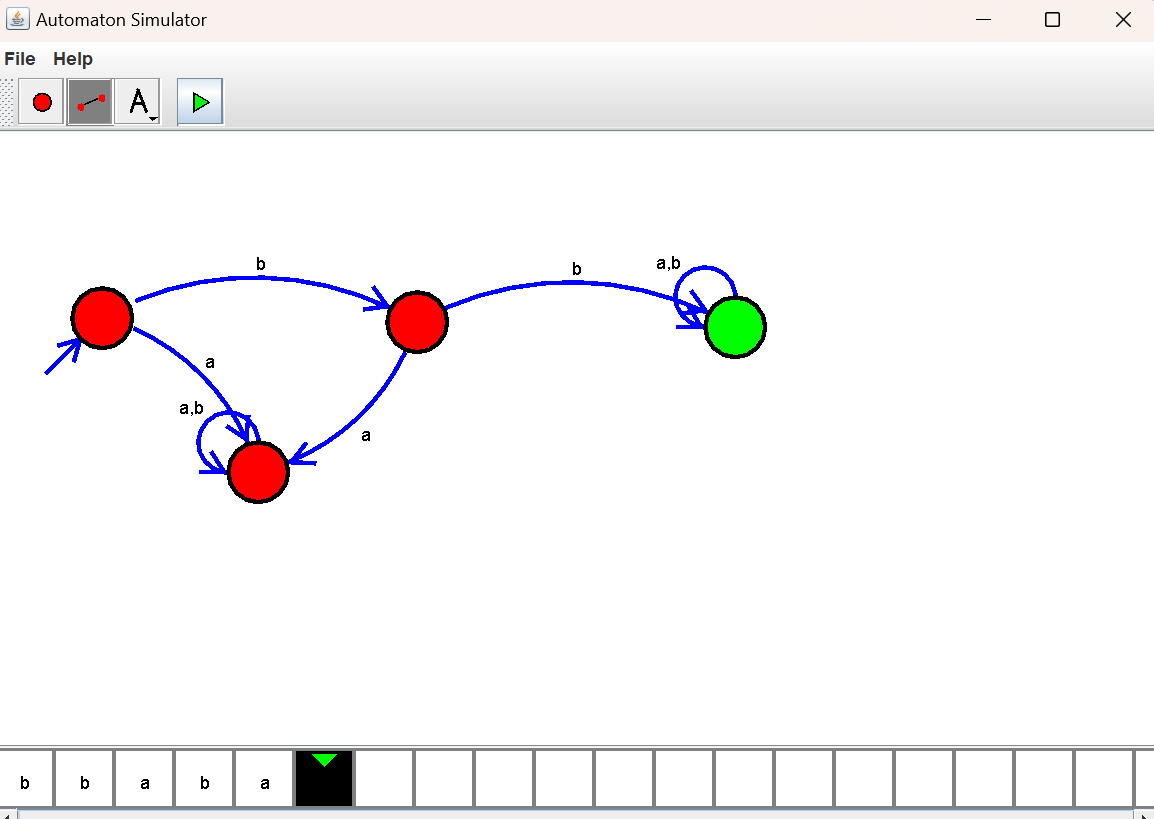 Automaton Simulator
File Help
A
b
b
a,b
a
a,b
a
b b a b a